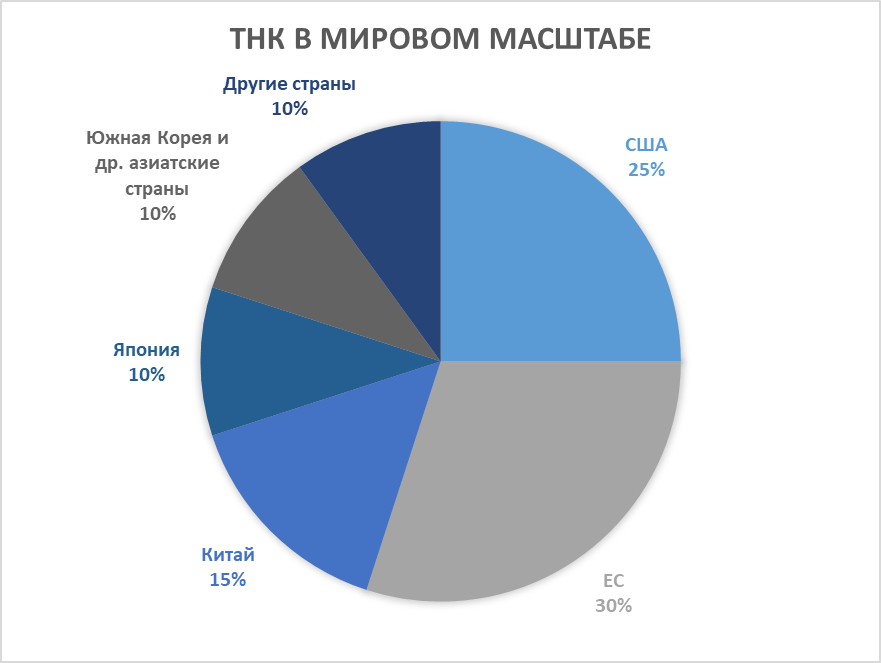 ТНК В МИРОВОМ МАСШТАБЕ
Другие страны
10%
Южная Корея и
др. азиатские
страны
10%
США
25%
Япония
10%
Китай
15%
ЕС
30%